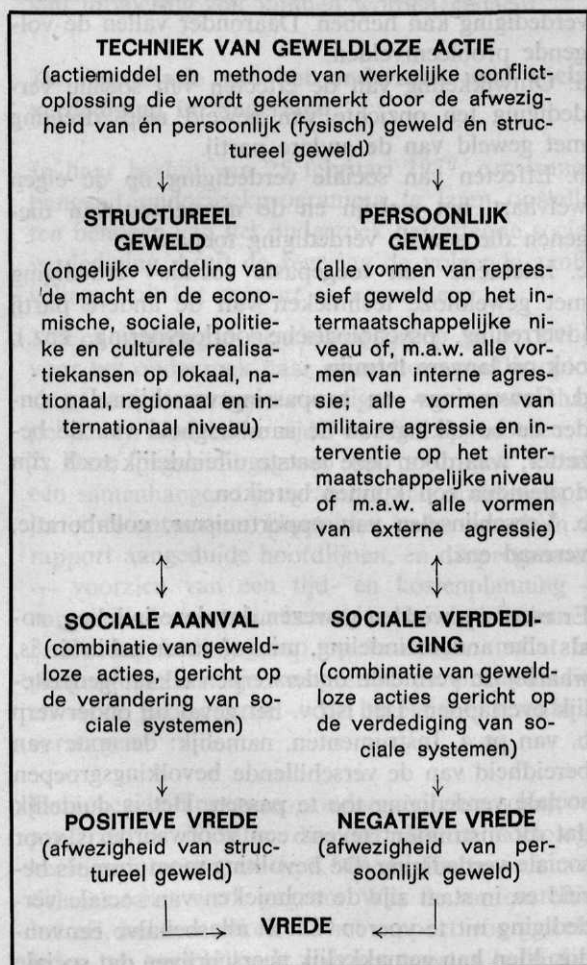 TECHNIEK VAN GEWELDLOZE ACTIE
(actiemiddel en methode van werkelijke conflict-
oplossing die wordt gekenmerkt door de afwezig-
heid van én persoonlijk (fysisch) geweld én struc-
tureel geweld)
STRUCTUREEL
GEWELD
(ongelijke verdeling van
de macht en de econo-
mische, sociale, politie-
ke en culturele realisa-
tiekansen op lokaal, na-
tionaal, regionaal en in-
ternationaal niveau)
PERSOONLIJK
GEWELD
(alle vormen van repres-
sief geweld op het in-
termaatschappelijke ni-
veau of, m.a.w. alle vor-
men van interne agres-
sie; alle vormen van
militaire agressie en in-
terventie op het inter-
maatschappelijke niveau
of m.a.w. alle vormen
van externe agressie)
SOCIALE AANVAL
(combinatie van geweld-
loze acties, gericht op
de verandering van so-
ciale systemen)
SOCIALE VERDEDI-
GING
(combinatie van geweld-
loze acties gericht op
de verdediging van so-
ciale systemen)
POSITIEVE VREDE
(afwezigheid van struc-
tureel geweld)
NEGATIEVE VREDE
(afwezigheid van per-
soonlijk geweld)
VREDE